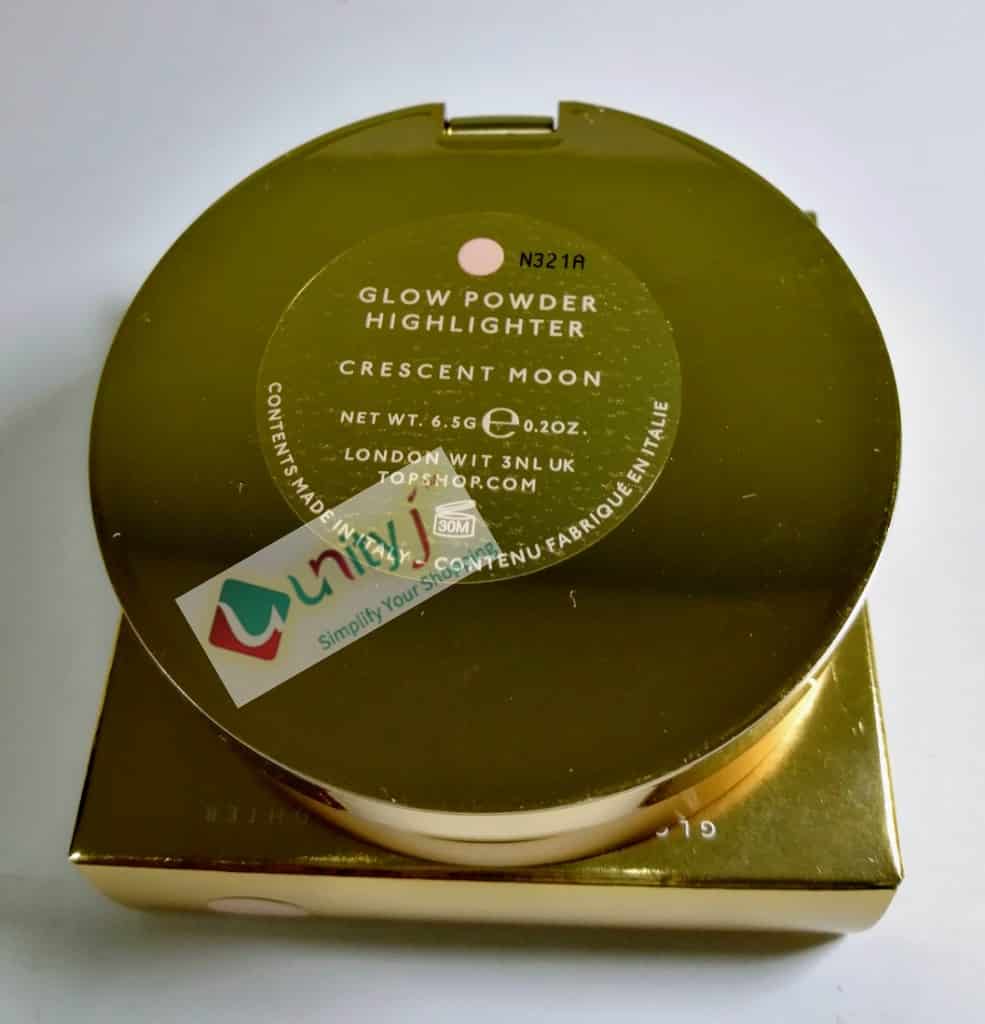 N321A
GLOW POWDER
HIGHLIGHTER
CRESCENT MOON
NET WT. 6.5G e 0.2OZ.
LONDON W1T 3NL UK
TOPSHOP.COM
30M
CONTENTS MADE IN ITALY - CONTENU FABRIQUÉ EN ITALIE
unityj
Simplify Your Shopping